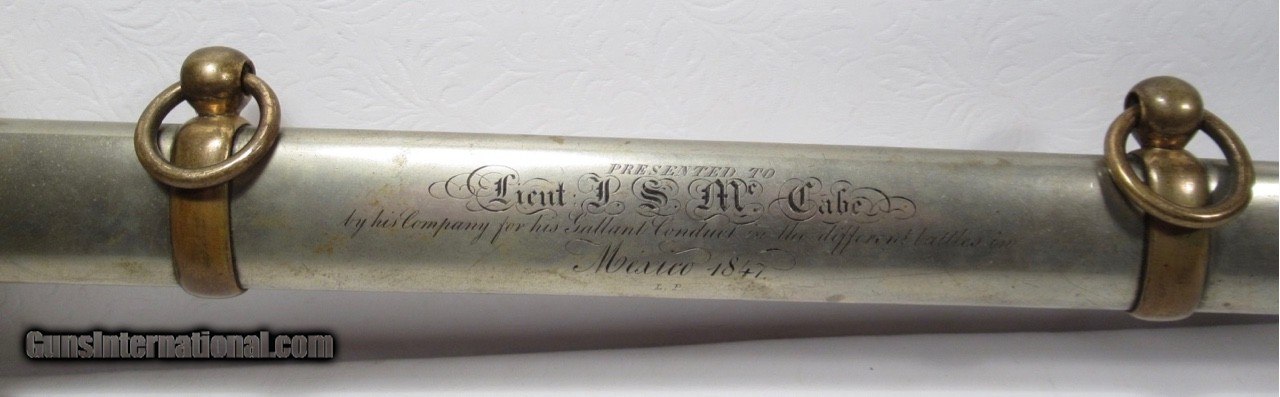 PRESENTED TO
Lieut. J. S. Mc. Cabe
by his Company for his Gallant Conduct in the different battles in
Mexico 1847.
L. P.
GunsInternational.com